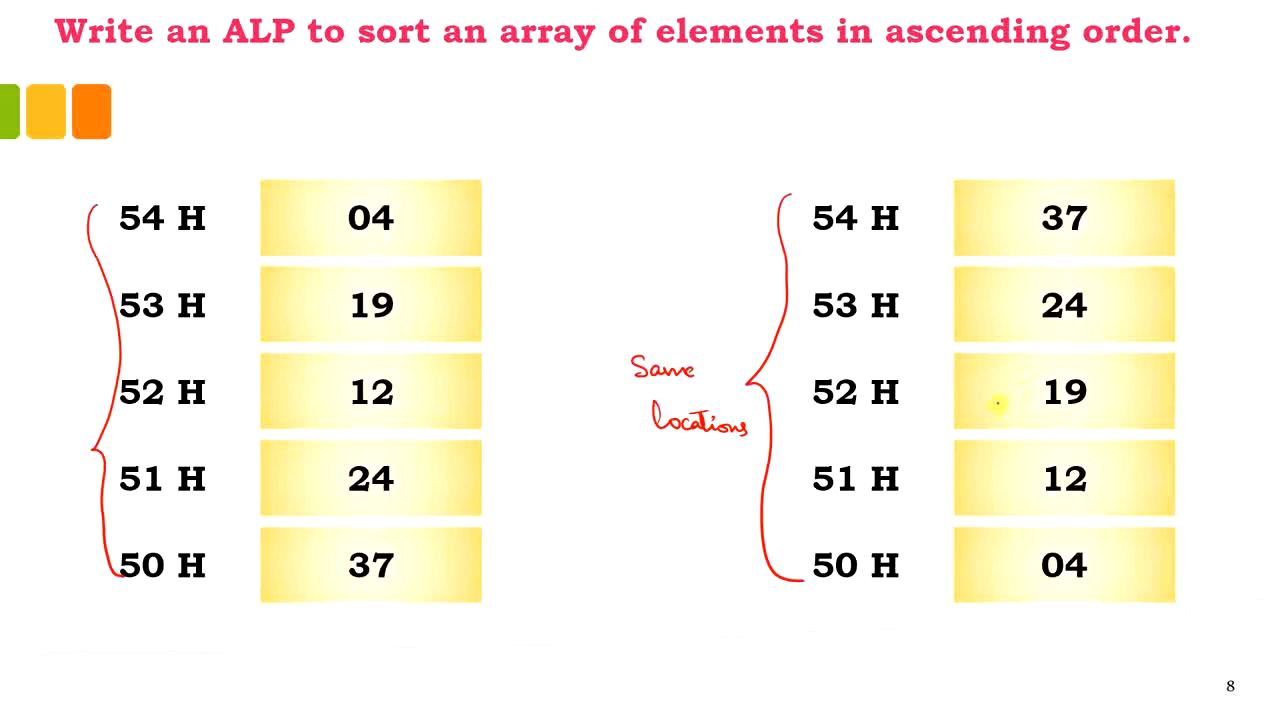 Write an ALP to sort an array of elements in ascending order.
54 H 04 54 H 37
53 H 19 53 H 24
Same
52 H 12 52 H 19
locations
51 H 24 51 H 12
50 H 37 50 H 04
8